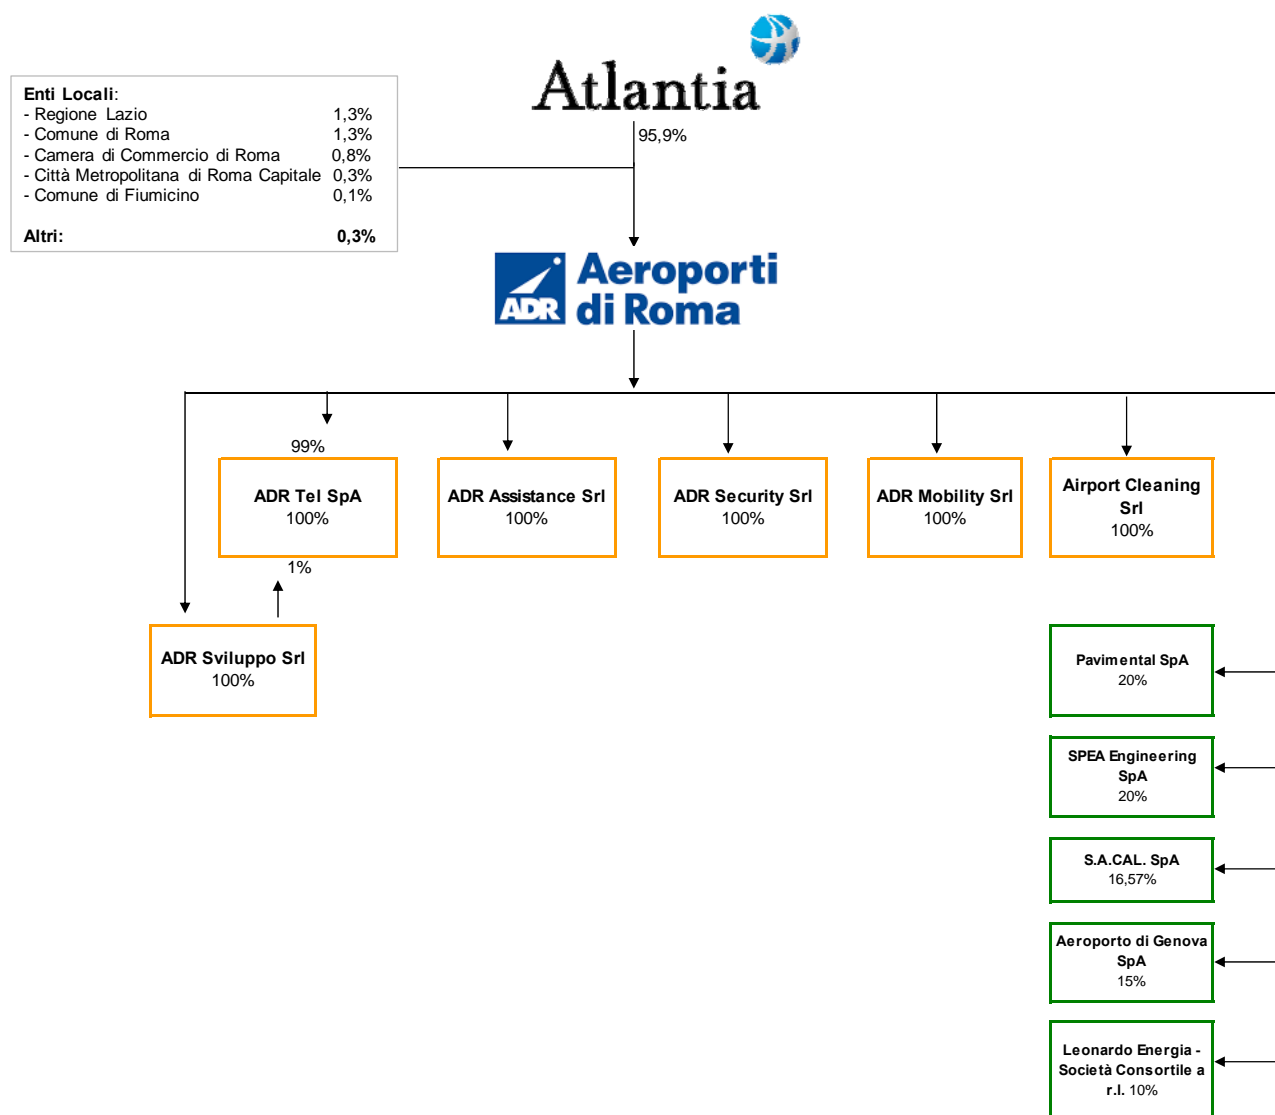 Atlantia
95,9%
Enti Locali:
- Regione Lazio 1,3%
- Comune di Roma 1,3%
- Camera di Commercio di Roma 0,8%
- Città Metropolitana di Roma Capitale 0,3%
- Comune di Fiumicino 0,1%
Altri: 0,3%
ADR
Aeroporti
di Roma
99%
ADR Tel SpA
100%
1%
ADR Assistance Srl
100%
ADR Security Srl
100%
ADR Mobility Srl
100%
Airport Cleaning
Srl
100%
ADR Sviluppo Srl
100%
Pavimental SpA
20%
SPEA Engineering
SpA
20%
S.A.CAL. SpA
16,57%
Aeroporto di Genova
SpA
15%
Leonardo Energia -
Società Consortile a
r.l. 10%